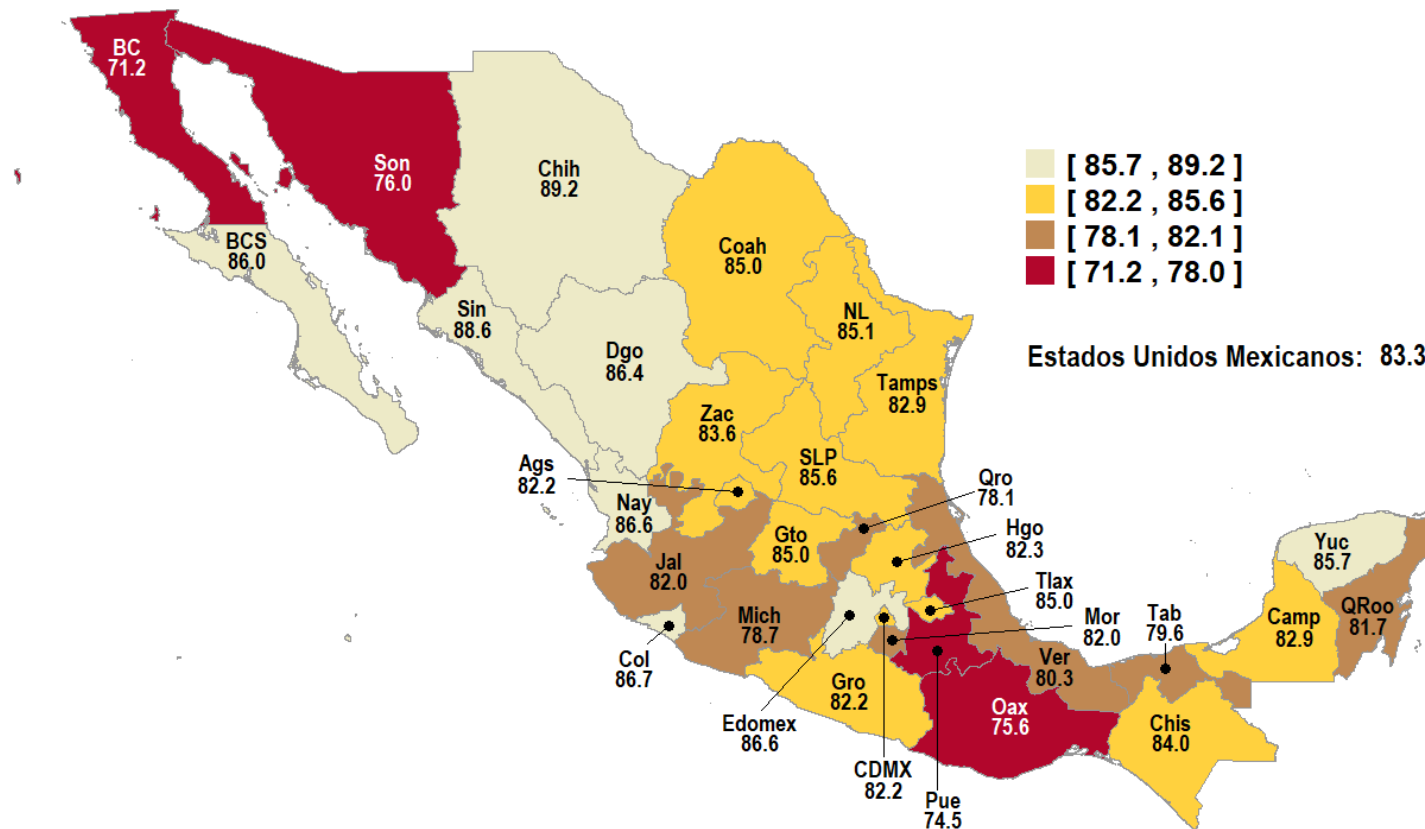 BC
71.2
Son
76.0
Chih
89.2
BCS
86.0
Sin
88.6
Dgo
86.4
Coah
85.0
NL
85.1
Tamps
82.9
Zac
83.6
SLP
85.6
Ags
82.2
Nay
86.6
Jal
82.0
Gto
85.0
Qro
78.1
Hgo
82.3
Tlax
85.0
Mor
82.0
Tab
79.6
Mich
78.7
Col
86.7
Edomex
86.6
Gro
82.2
CDMX
82.2
Pue
74.5
Oax
75.6
Ver
80.3
Chis
84.0
Camp
82.9
Yuc
85.7
QRoo
81.7
[ 85.7 , 89.2 ]
[ 82.2 , 85.6 ]
[ 78.1 , 82.1 ]
[ 71.2 , 78.0 ]
Estados Unidos Mexicanos: 83.3